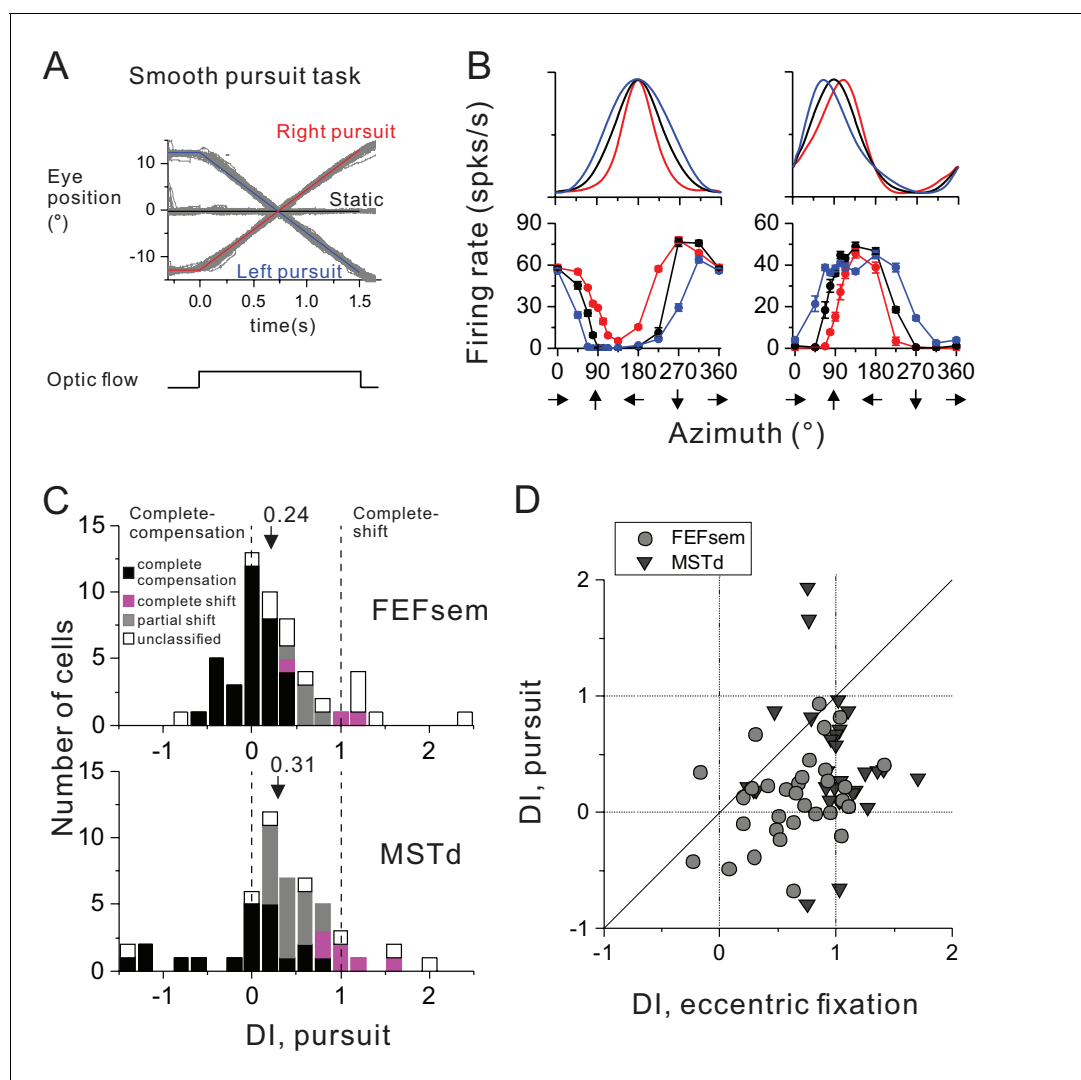 A
Smooth pursuit task
Right pursuit
Static
Left pursuit
Eye
position
(°)
10
0
-10
0.0 0.5 1.0 1.5
time(s)
Optic flow
B
Firing rate (spks/s)
90
60
30
0
60
40
20
0
0 90 180 270 360
0 90 180 270 360
Azimuth (°)
C
Complete-
compensation
0.24
Complete-
shift
complete
compensation
complete shift
partial shift
unclassified
FEFsem
15
10
5
0
-1 0 1 2
0.31
MSTd
15
10
5
0
-1 0 1 2
Number of cells
DI, pursuit
D
FEFsem
MSTd
2
1
0
-1
-1 0 1 2
DI, pursuit
DI, eccentric fixation